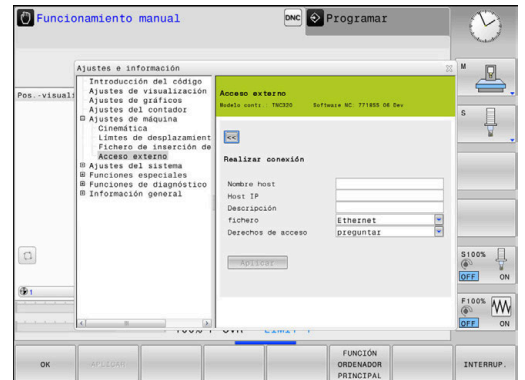 Funcionamiento manual
DNC
Programar
Ajustes e información
Pos.-visuali
Introducción del código
Ajustes de visualización
Ajustes de gráficos
Ajustes del contador
Ajustes de máquina
Cinemática
Límtes de desplazamient
Fichero de inserción de
Acceso externo
Ajustes del sistema
Funciones especiales
Funciones de diagnóstico
Información general
Acceso externo
Modelo contr.: TNC320 Software NC: 771855 06 Dev
<<
Realizar conexión
Nombre host
Host IP
Descripción
fichero Ethernet
Derechos de acceso preguntar
Aplicar
M
S
S100%
OFF ON
F100%
OFF ON
1
OK
APLICAR
FUNCIÓN
ORDENADOR
PRINCIPAL
INTERRUP.